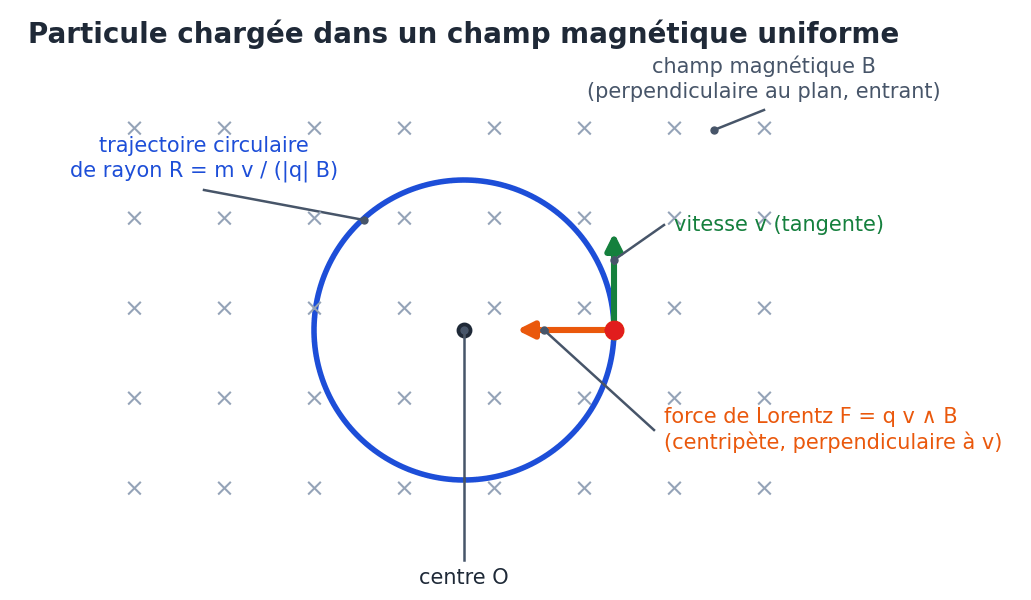 Particule chargée dans un champ magnétique uniforme
champ magnétique B
(perpendiculaire au plan, entrant)
trajectoire circulaire
de rayon R = m v / (|q| B)
vitesse v (tangente)
force de Lorentz F = q v ∧ B
(centripète, perpendiculaire à v)
centre O